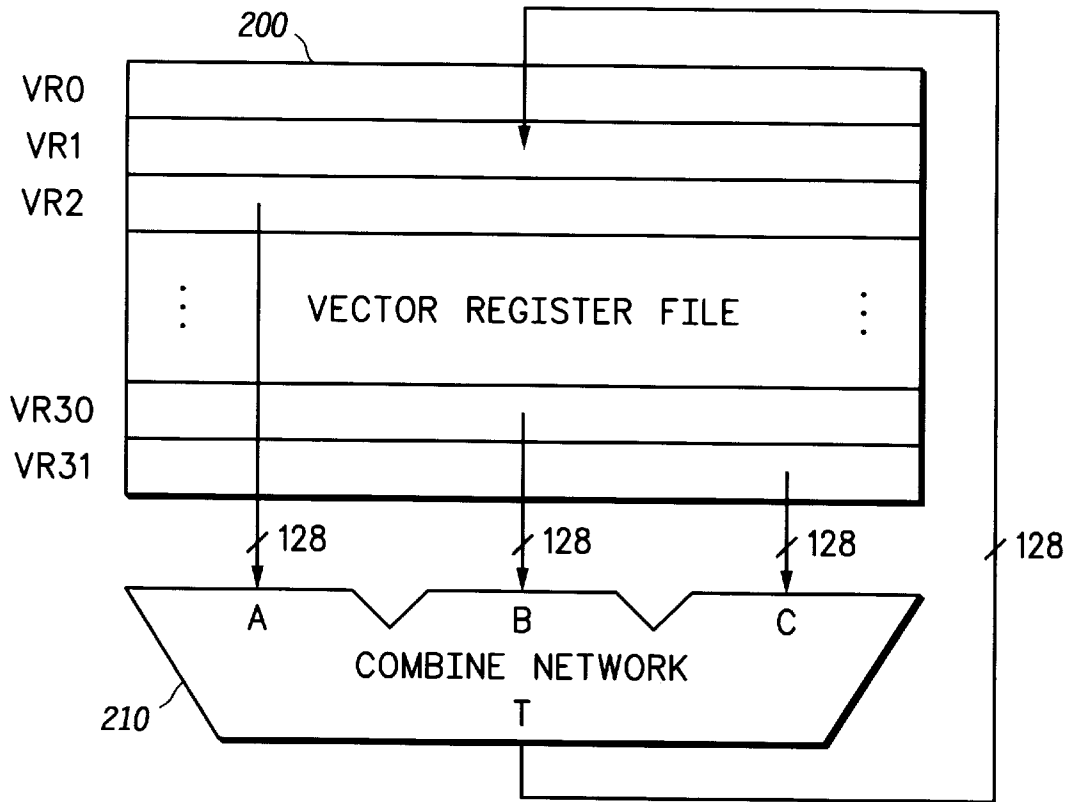 200
VR0
VR1
VR2
⋮ VECTOR REGISTER FILE ⋮
VR30
VR31
128 128 128 128
A B C
COMBINE NETWORK
210
T